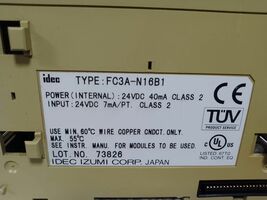 idec TYPE:FC3A-N16B1
POWER(INTERNAL):24VDC 40mA CLASS 2
INPUT:24VDC 7mA/PT. CLASS 2
USE MIN.60°C WIRE COPPER CNDCT.ONLY.
MAX. 55°C
SEE INSTR. MANU. FOR MODULES TO BE USED.
LOT.NO. 73826
IDEC IZUMI CORP. JAPAN
CE
TÜV
C UL US
LISTED 67T0
IND. CONT. EQ.